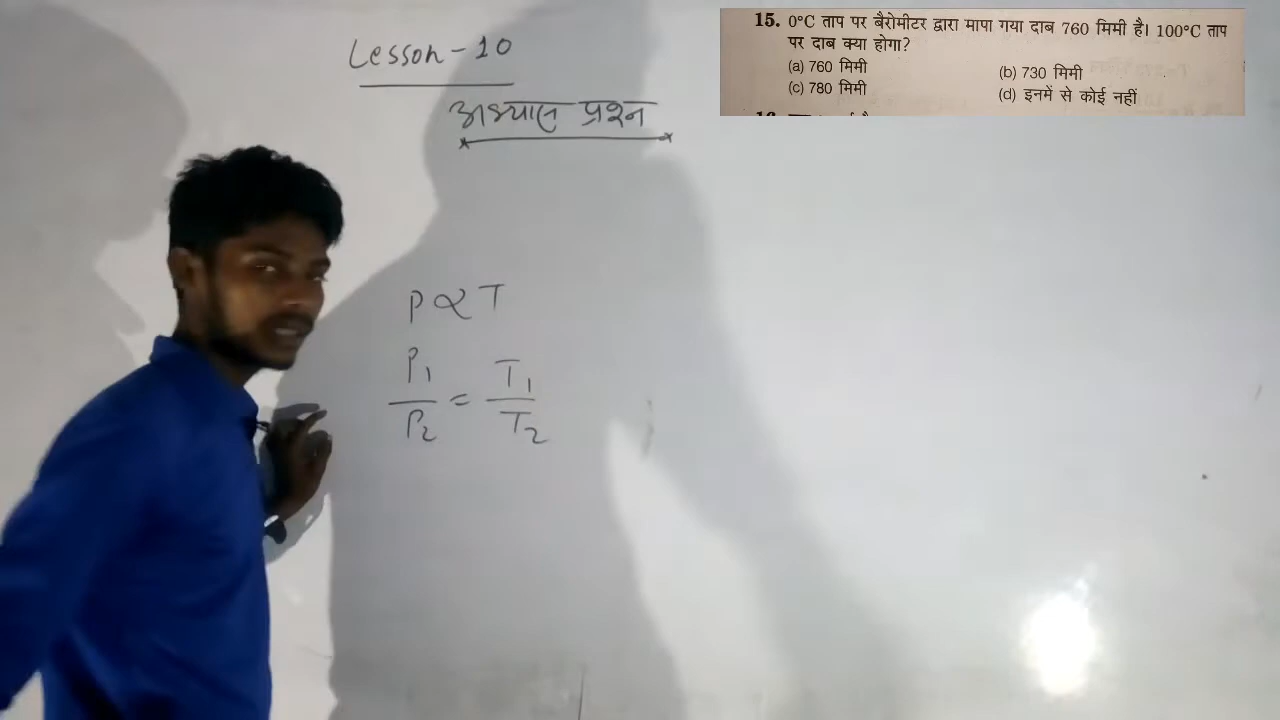 Lesson-10
अभ्यास प्रश्न
P ∝ T
P1/P2 = T1/T2
15. 0°C ताप पर बैरोमीटर द्वारा मापा गया दाब 760 मिमी है। 100°C ताप
पर दाब क्या होगा?
(a) 760 मिमी (b) 730 मिमी
(c) 780 मिमी (d) इनमें से कोई नहीं